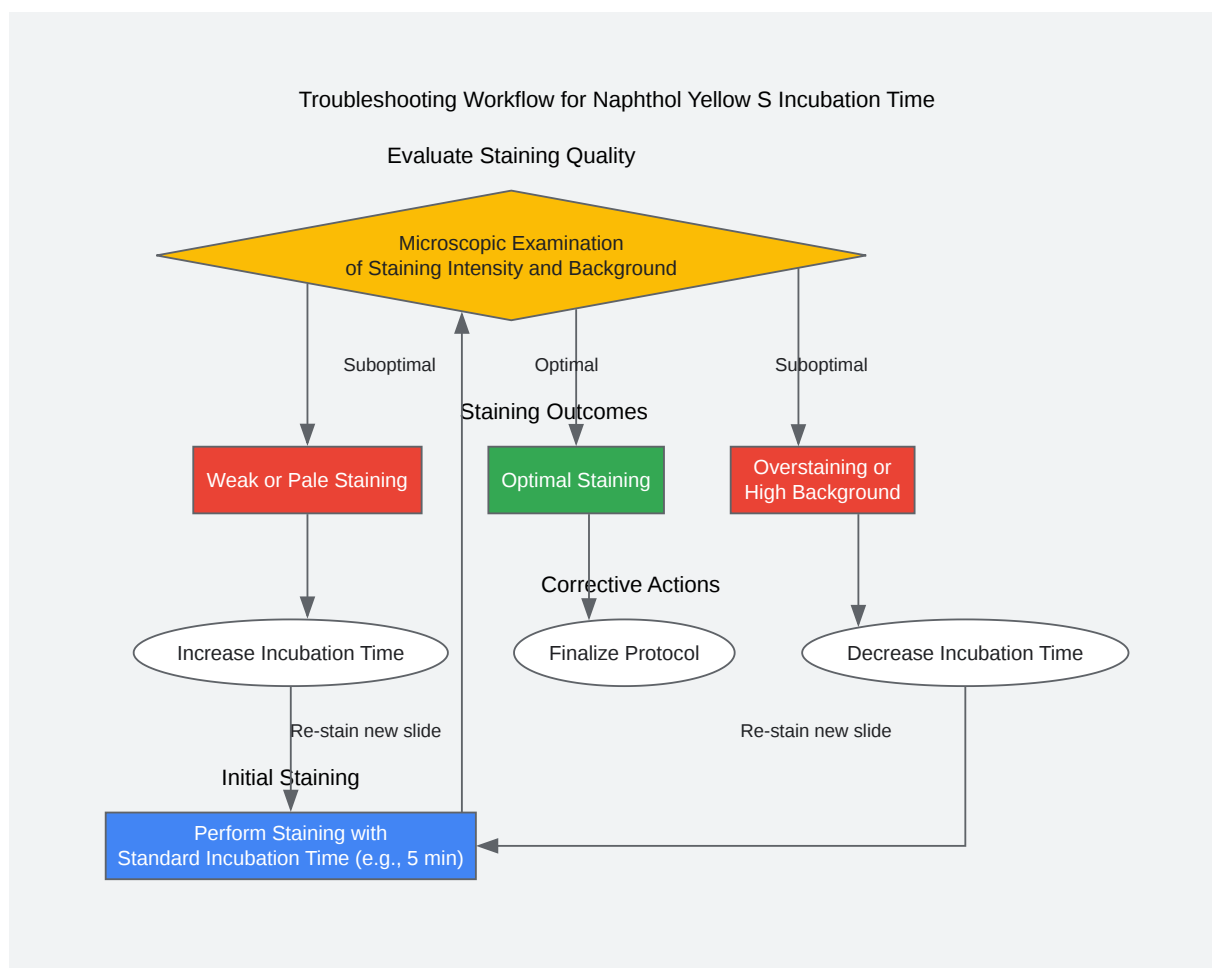 Troubleshooting Workflow for Naphthol Yellow S Incubation Time
Evaluate Staining Quality
Microscopic Examination
of Staining Intensity and Background
Suboptimal
Optimal
Suboptimal
Staining Outcomes
Weak or Pale Staining
Optimal Staining
Overstaining or
High Background
Corrective Actions
Increase Incubation Time
Finalize Protocol
Decrease Incubation Time
Re-stain new slide
Re-stain new slide
Initial Staining
Perform Staining with
Standard Incubation Time (e.g., 5 min)